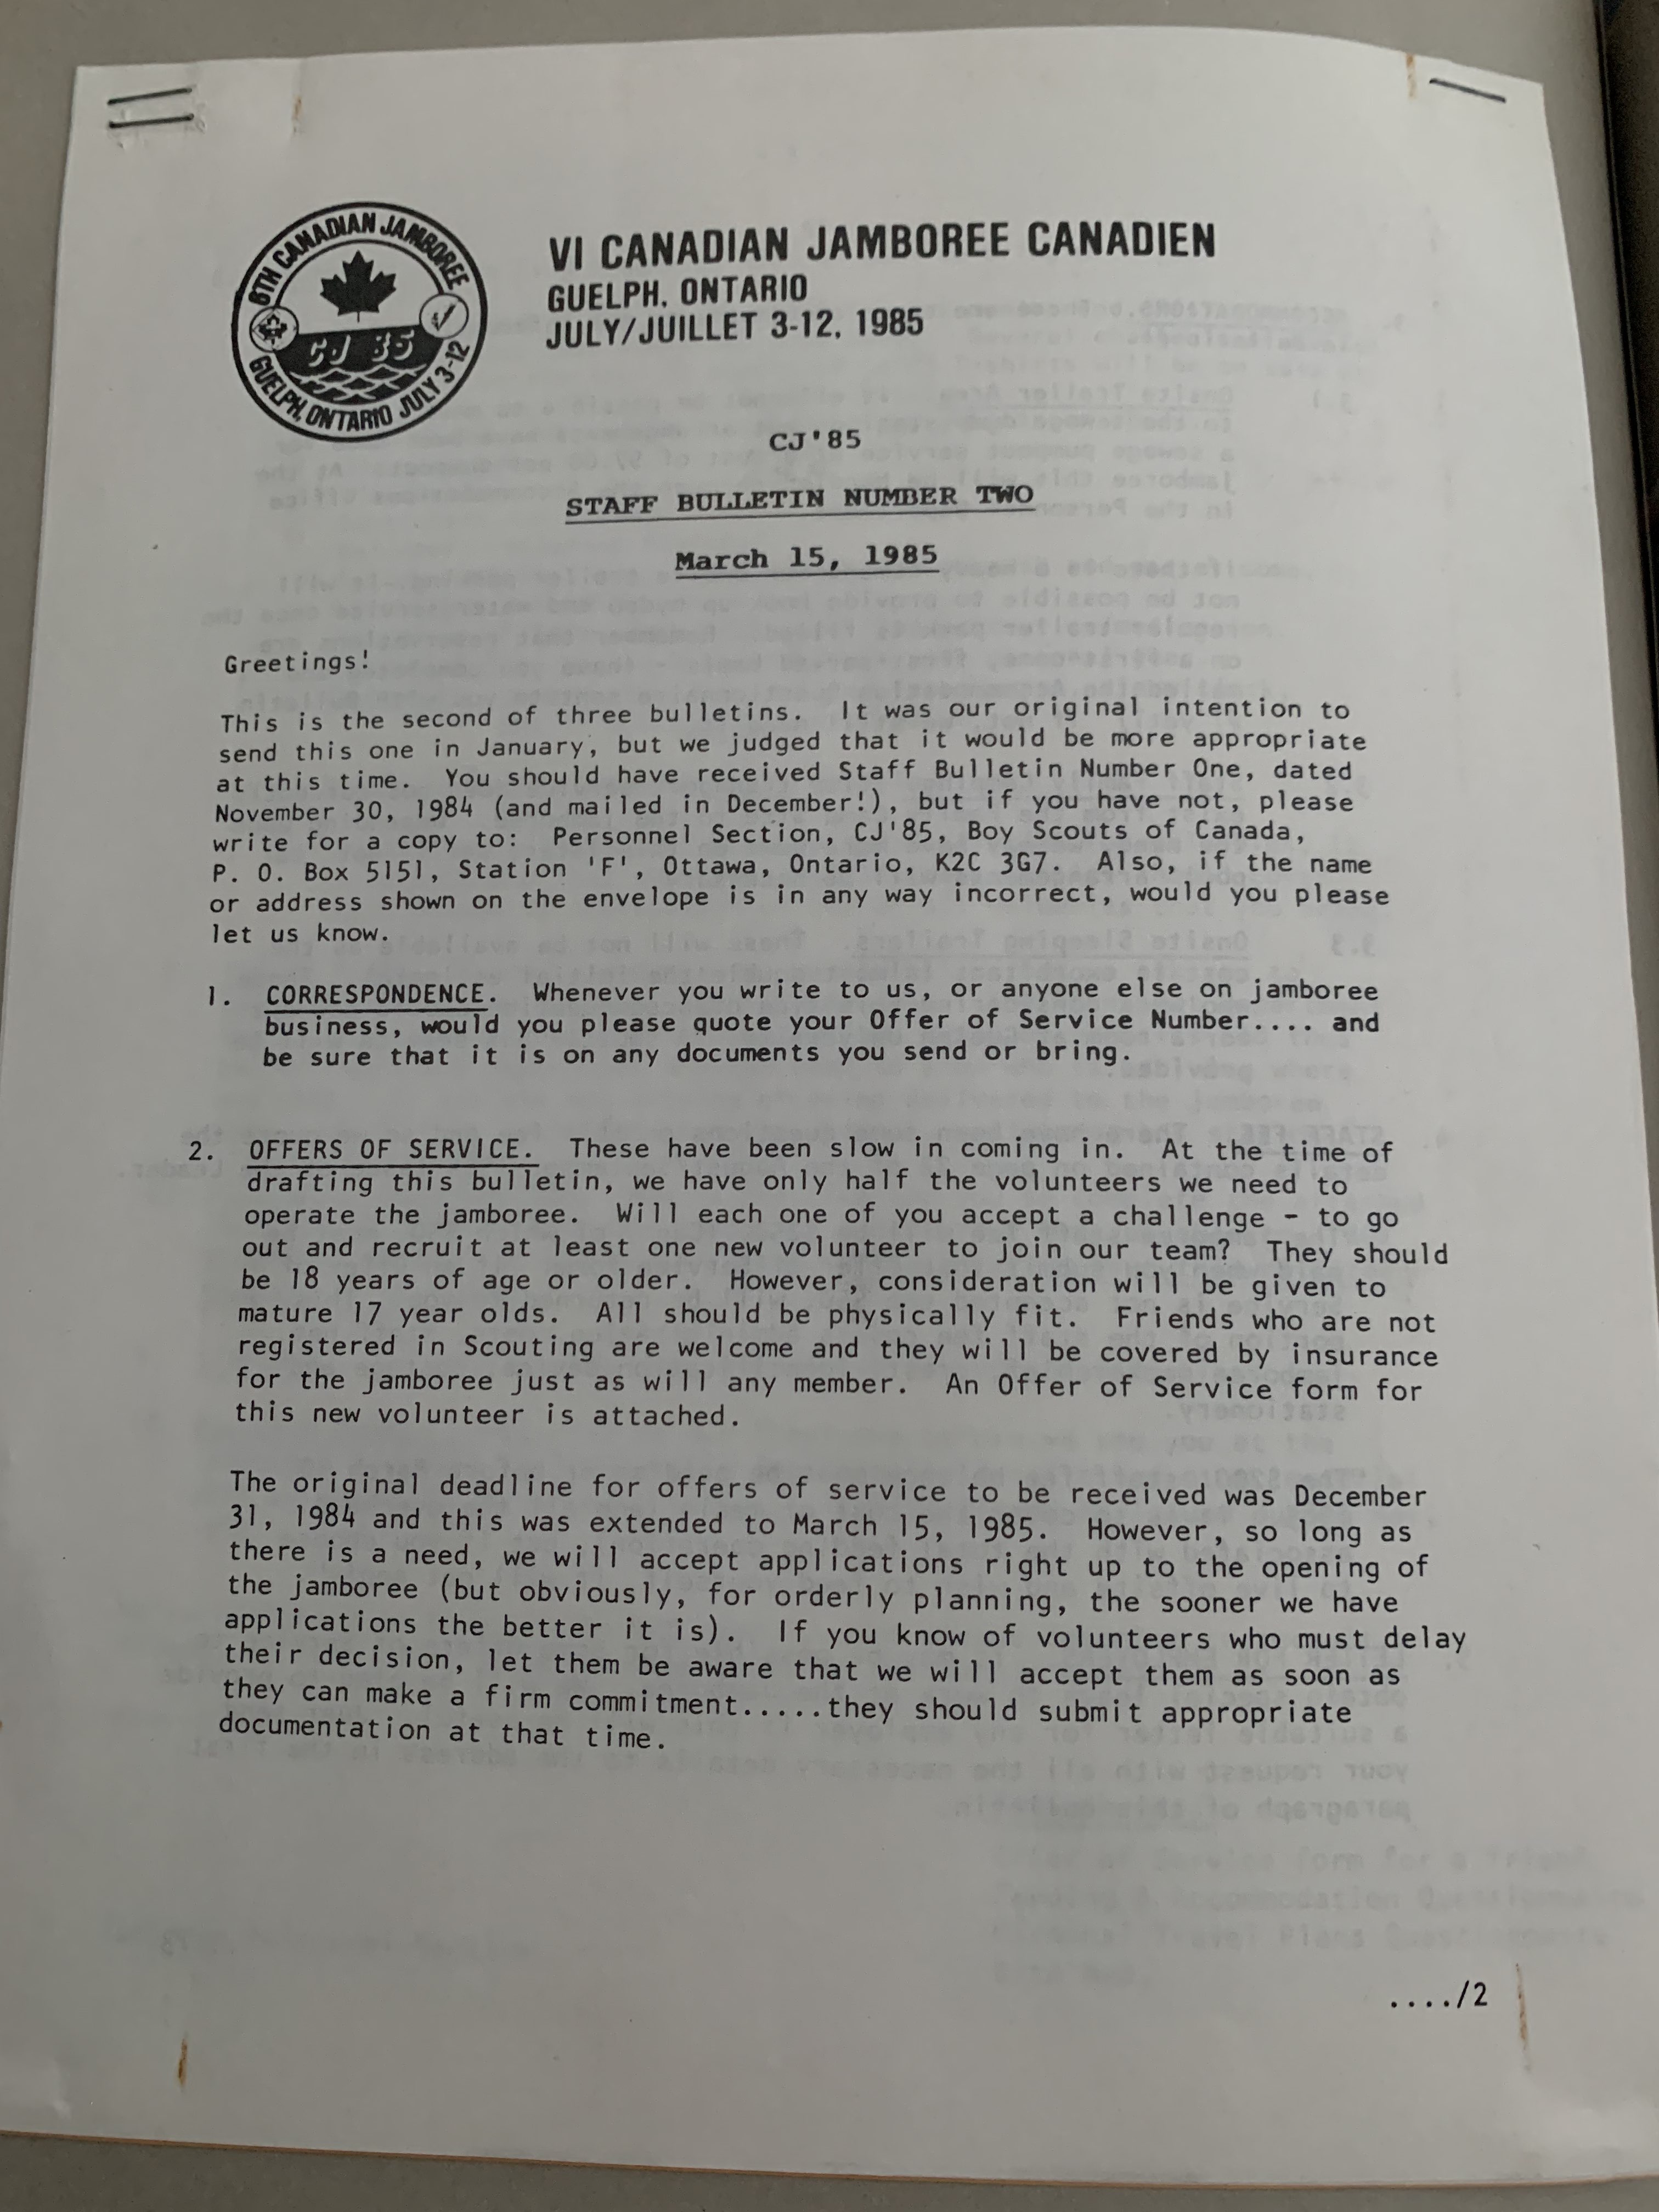 6TH CANADIAN JAMBOREE
CJ 85
GUELPH, ONTARIO JULY 3-12
VI CANADIAN JAMBOREE CANADIEN
GUELPH, ONTARIO
JULY/JUILLET 3-12, 1985
CJ'85
STAFF BULLETIN NUMBER TWO
March 15, 1985
Greetings!
This is the second of three bulletins. It was our original intention to
send this one in January, but we judged that it would be more appropriate
at this time. You should have received Staff Bulletin Number One, dated
November 30, 1984 (and mailed in December!), but if you have not, please
write for a copy to: Personnel Section, CJ'85, Boy Scouts of Canada,
P. O. Box 5151, Station 'F', Ottawa, Ontario, K2C 3G7. Also, if the name
or address shown on the envelope is in any way incorrect, would you please
let us know.
1. CORRESPONDENCE. Whenever you write to us, or anyone else on jamboree
business, would you please quote your Offer of Service Number.... and
be sure that it is on any documents you send or bring.
2. OFFERS OF SERVICE. These have been slow in coming in. At the time of
drafting this bulletin, we have only half the volunteers we need to
operate the jamboree. Will each one of you accept a challenge - to go
out and recruit at least one new volunteer to join our team? They should
be 18 years of age or older. However, consideration will be given to
mature 17 year olds. All should be physically fit. Friends who are not
registered in Scouting are welcome and they will be covered by insurance
for the jamboree just as will any member. An Offer of Service form for
this new volunteer is attached.
The original deadline for offers of service to be received was December
31, 1984 and this was extended to March 15, 1985. However, so long as
there is a need, we will accept applications right up to the opening of
the jamboree (but obviously, for orderly planning, the sooner we have
applications the better it is). If you know of volunteers who must delay
their decision, let them be aware that we will accept them as soon as
they can make a firm commitment.....they should submit appropriate
documentation at that time.
..../2